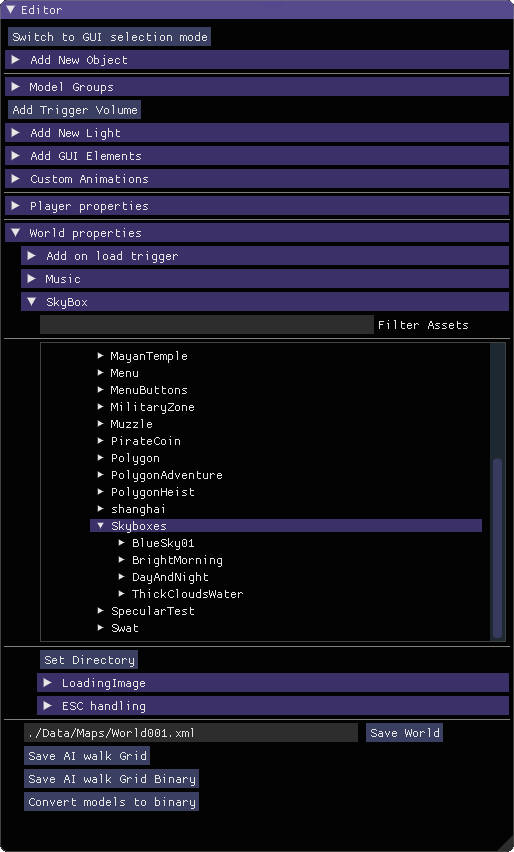 Editor
Switch to GUI selection mode
Add New Object
Model Groups
Add Trigger Volume
Add New Light
Add GUI Elements
Custom Animations
Player properties
World properties
Add on load trigger
Music
SkyBox
Filter Assets
MayanTemple
Menu
MenuButtons
MilitaryZone
Muzzle
PirateCoin
Polygon
PolygonAdventure
PolygonHeist
shanghai
Skyboxes
BlueSky01
BrightMorning
DayAndNight
ThickCloudsWater
SpecularTest
Swat
Set Directory
LoadingImage
ESC handling
./Data/Maps/World001.xml Save World
Save AI walk Grid
Save AI walk Grid Binary
Convert models to binary